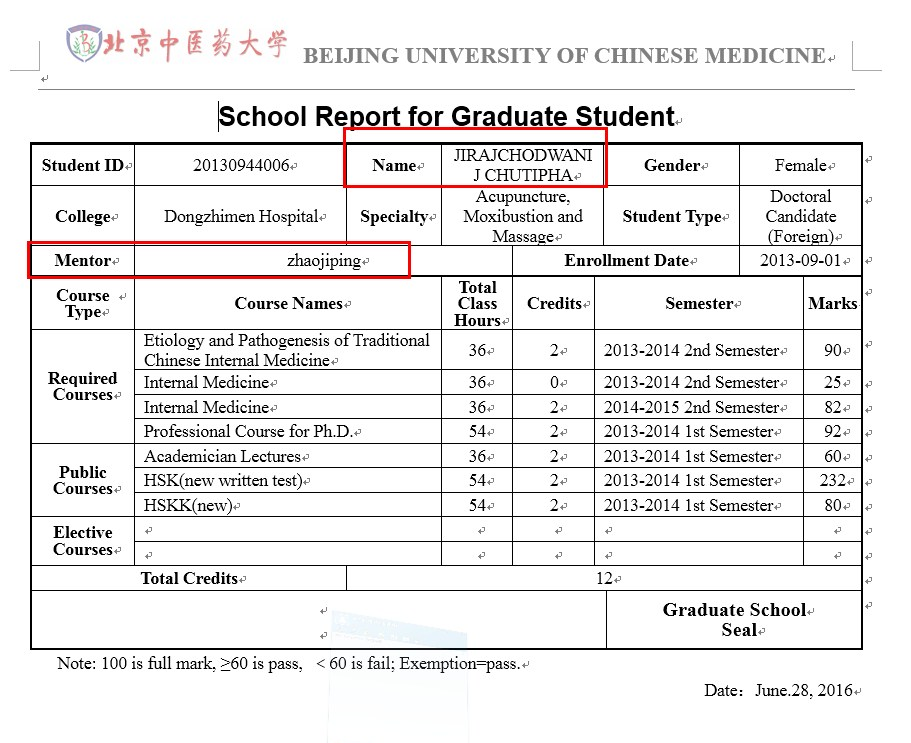 北京中医药大学 BEIJING UNIVERSITY OF CHINESE MEDICINE
School Report for Graduate Student
Student ID 20130944006 Name JIRAJCHODWANI Gender Female
J CHUTIPHA
College Dongzhimen Hospital Specialty Acupuncture, Student Type Doctoral
Moxibustion and Candidate
Massage (Foreign)
Mentor zhaojiping Enrollment Date 2013-09-01
Course Type Course Names Total Class Hours Credits Semester Marks
Required Courses
Etiology and Pathogenesis of Traditional
Chinese Internal Medicine 36 2 2013-2014 2nd Semester 90
Internal Medicine 36 0 2013-2014 2nd Semester 25
Internal Medicine 36 2 2014-2015 2nd Semester 82
Professional Course for Ph.D. 54 2 2013-2014 1st Semester 92
Public Courses
Academician Lectures 36 2 2013-2014 1st Semester 60
HSK(new written test) 54 2 2013-2014 1st Semester 232
HSKK(new) 54 2 2013-2014 1st Semester 80
Elective
Courses
Total Credits 12
Graduate School
Seal
Note: 100 is full mark, ≥60 is pass, < 60 is fail; Exemption=pass.
Date： June.28, 2016